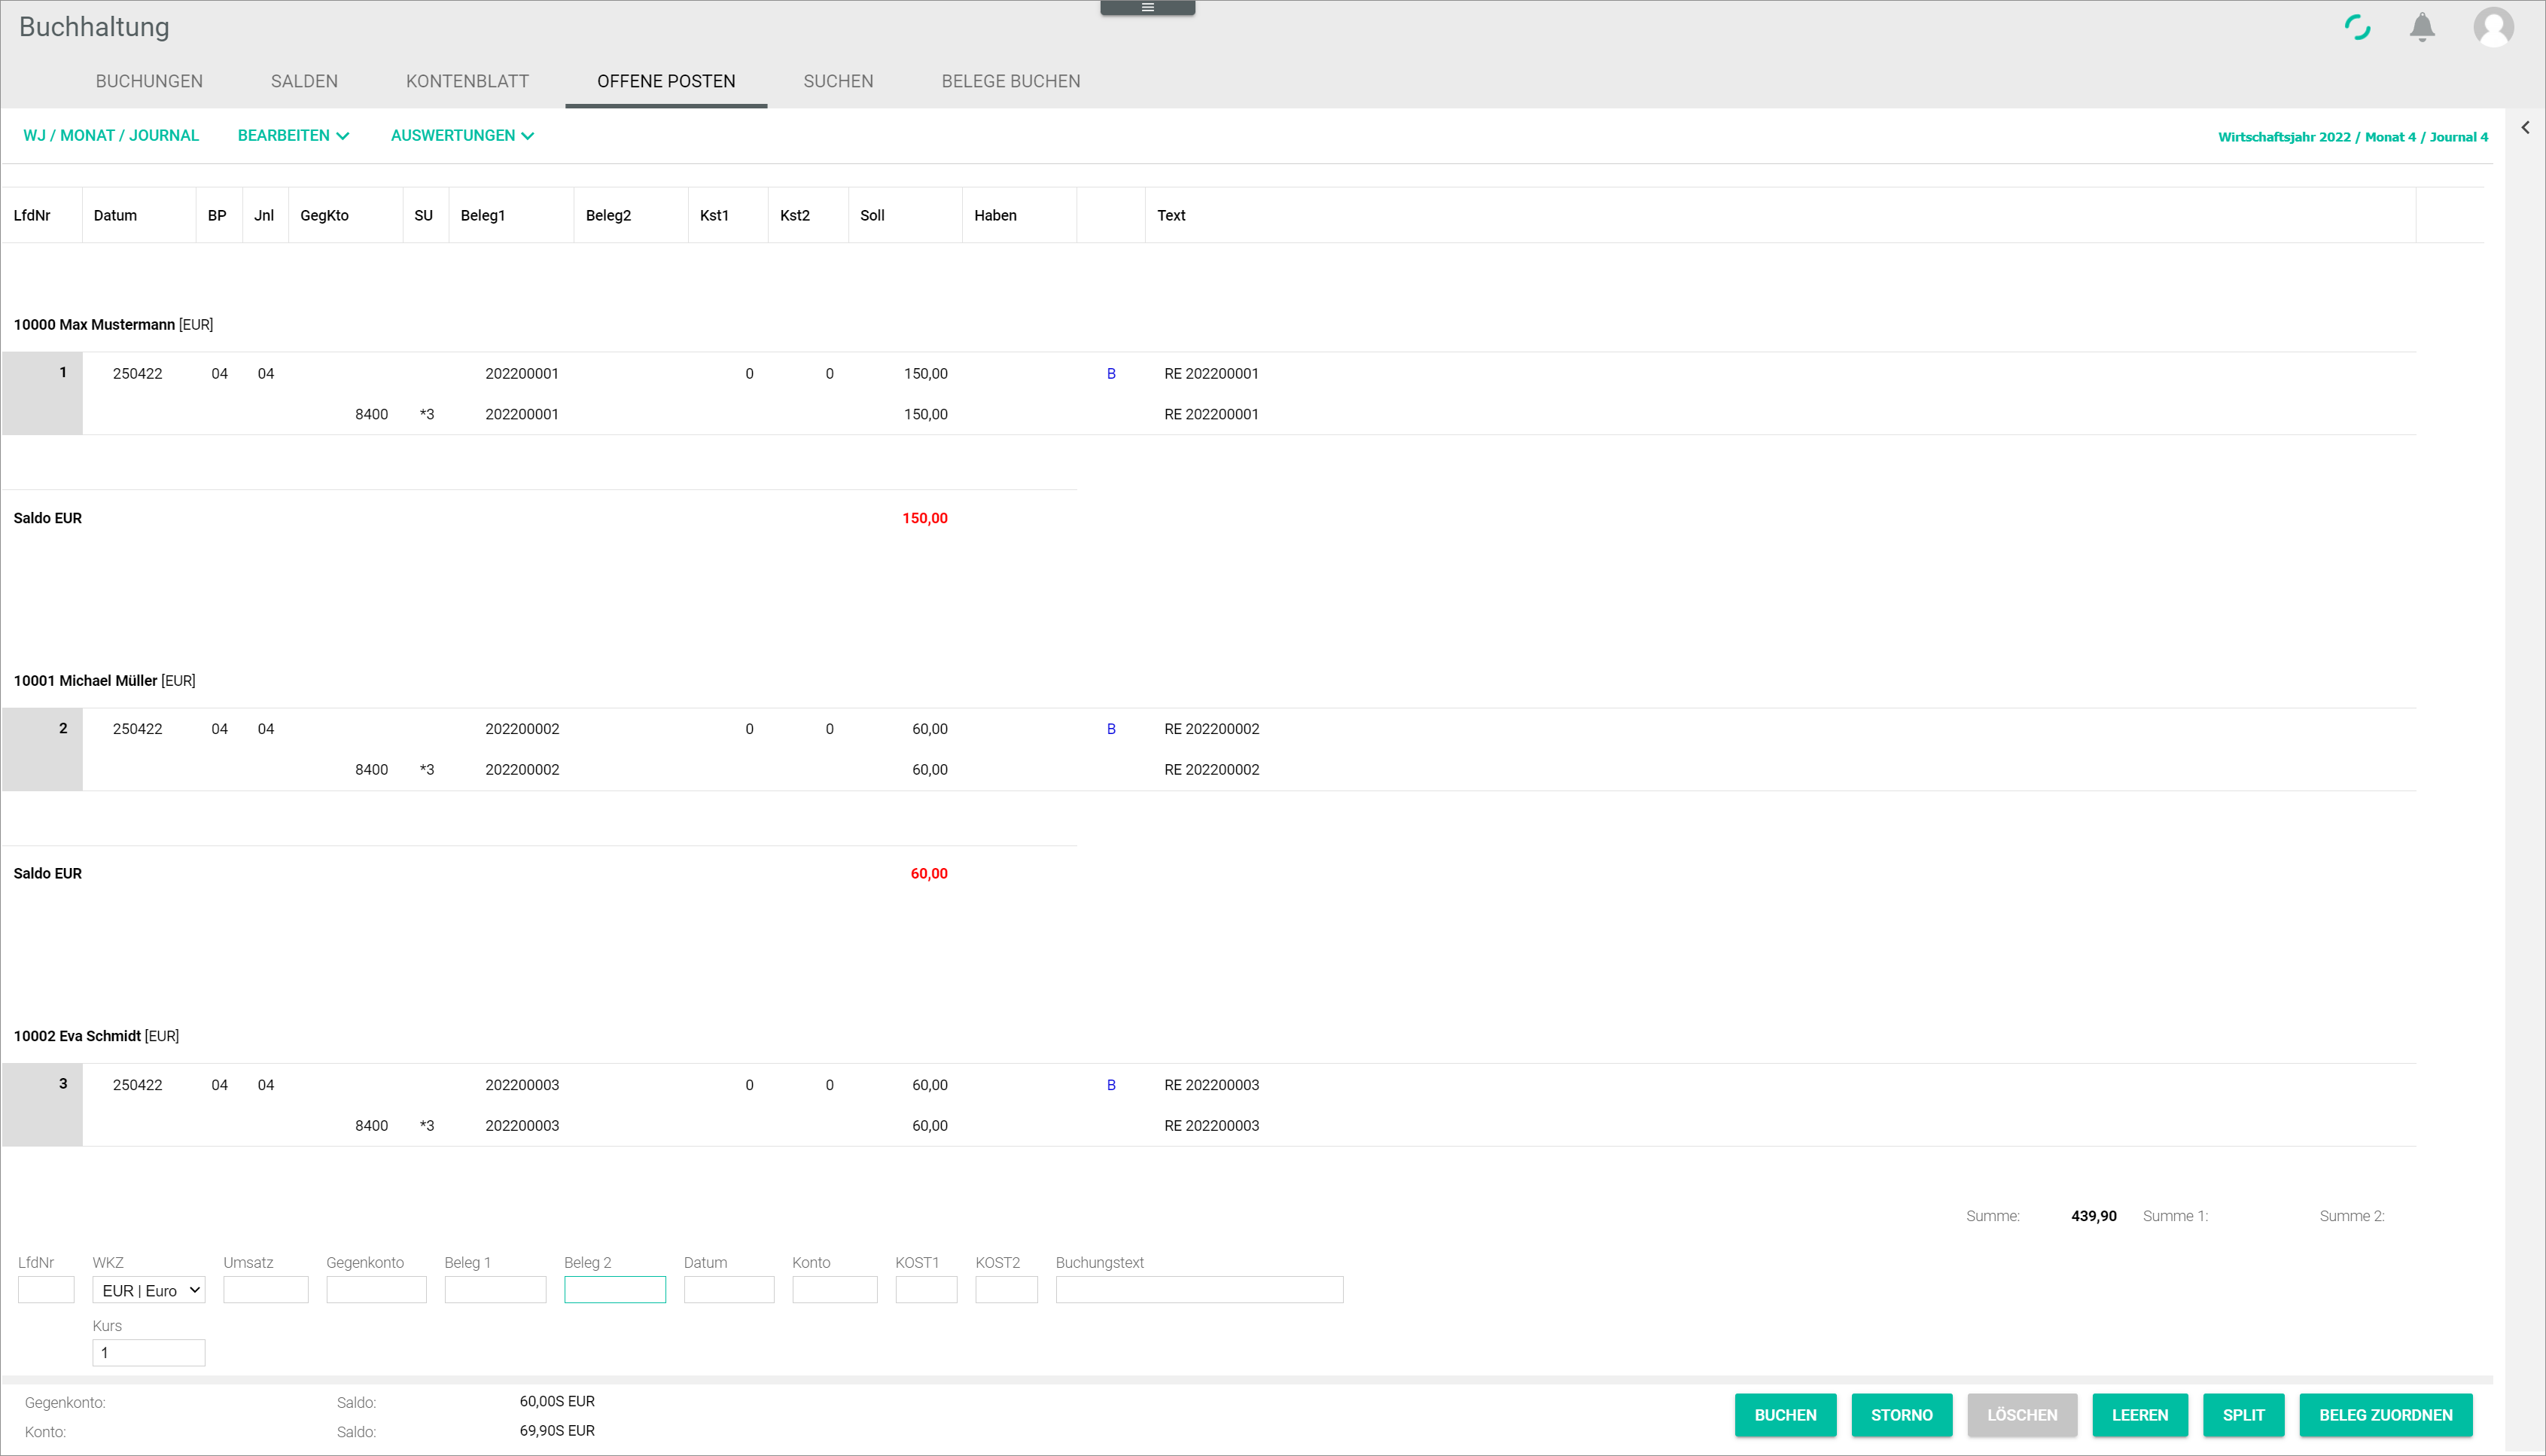 Buchhaltung
BUCHUNGEN SALDEN KONTENBLATT OFFENE POSTEN SUCHEN BELEGE BUCHEN
WJ / MONAT / JOURNAL BEARBEITEN AUSWERTUNGEN Wirtschaftsjahr 2022 / Monat 4 / Journal 4
LfdNr Datum BP Jnl GegKto SU Beleg1 Beleg2 Kst1 Kst2 Soll Haben Text
10000 Max Mustermann [EUR]
1 250422 04 04 202200001 0 0 150,00 B RE 202200001
8400 *3 202200001 150,00 RE 202200001
Saldo EUR 150,00
10001 Michael Müller [EUR]
2 250422 04 04 202200002 0 0 60,00 B RE 202200002
8400 *3 202200002 60,00 RE 202200002
Saldo EUR 60,00
10002 Eva Schmidt [EUR]
3 250422 04 04 202200003 0 0 60,00 B RE 202200003
8400 *3 202200003 60,00 RE 202200003
Summe: 439,90 Summe 1: Summe 2:
LfdNr WKZ Umsatz Gegenkonto Beleg 1 Beleg 2 Datum Konto KOST1 KOST2 Buchungstext
EUR | Euro
Kurs
1
Gegenkonto: Saldo: 60,00S EUR
Konto: Saldo: 69,90S EUR
BUCHEN STORNO LÖSCHEN LEEREN SPLIT BELEG ZUORDNEN